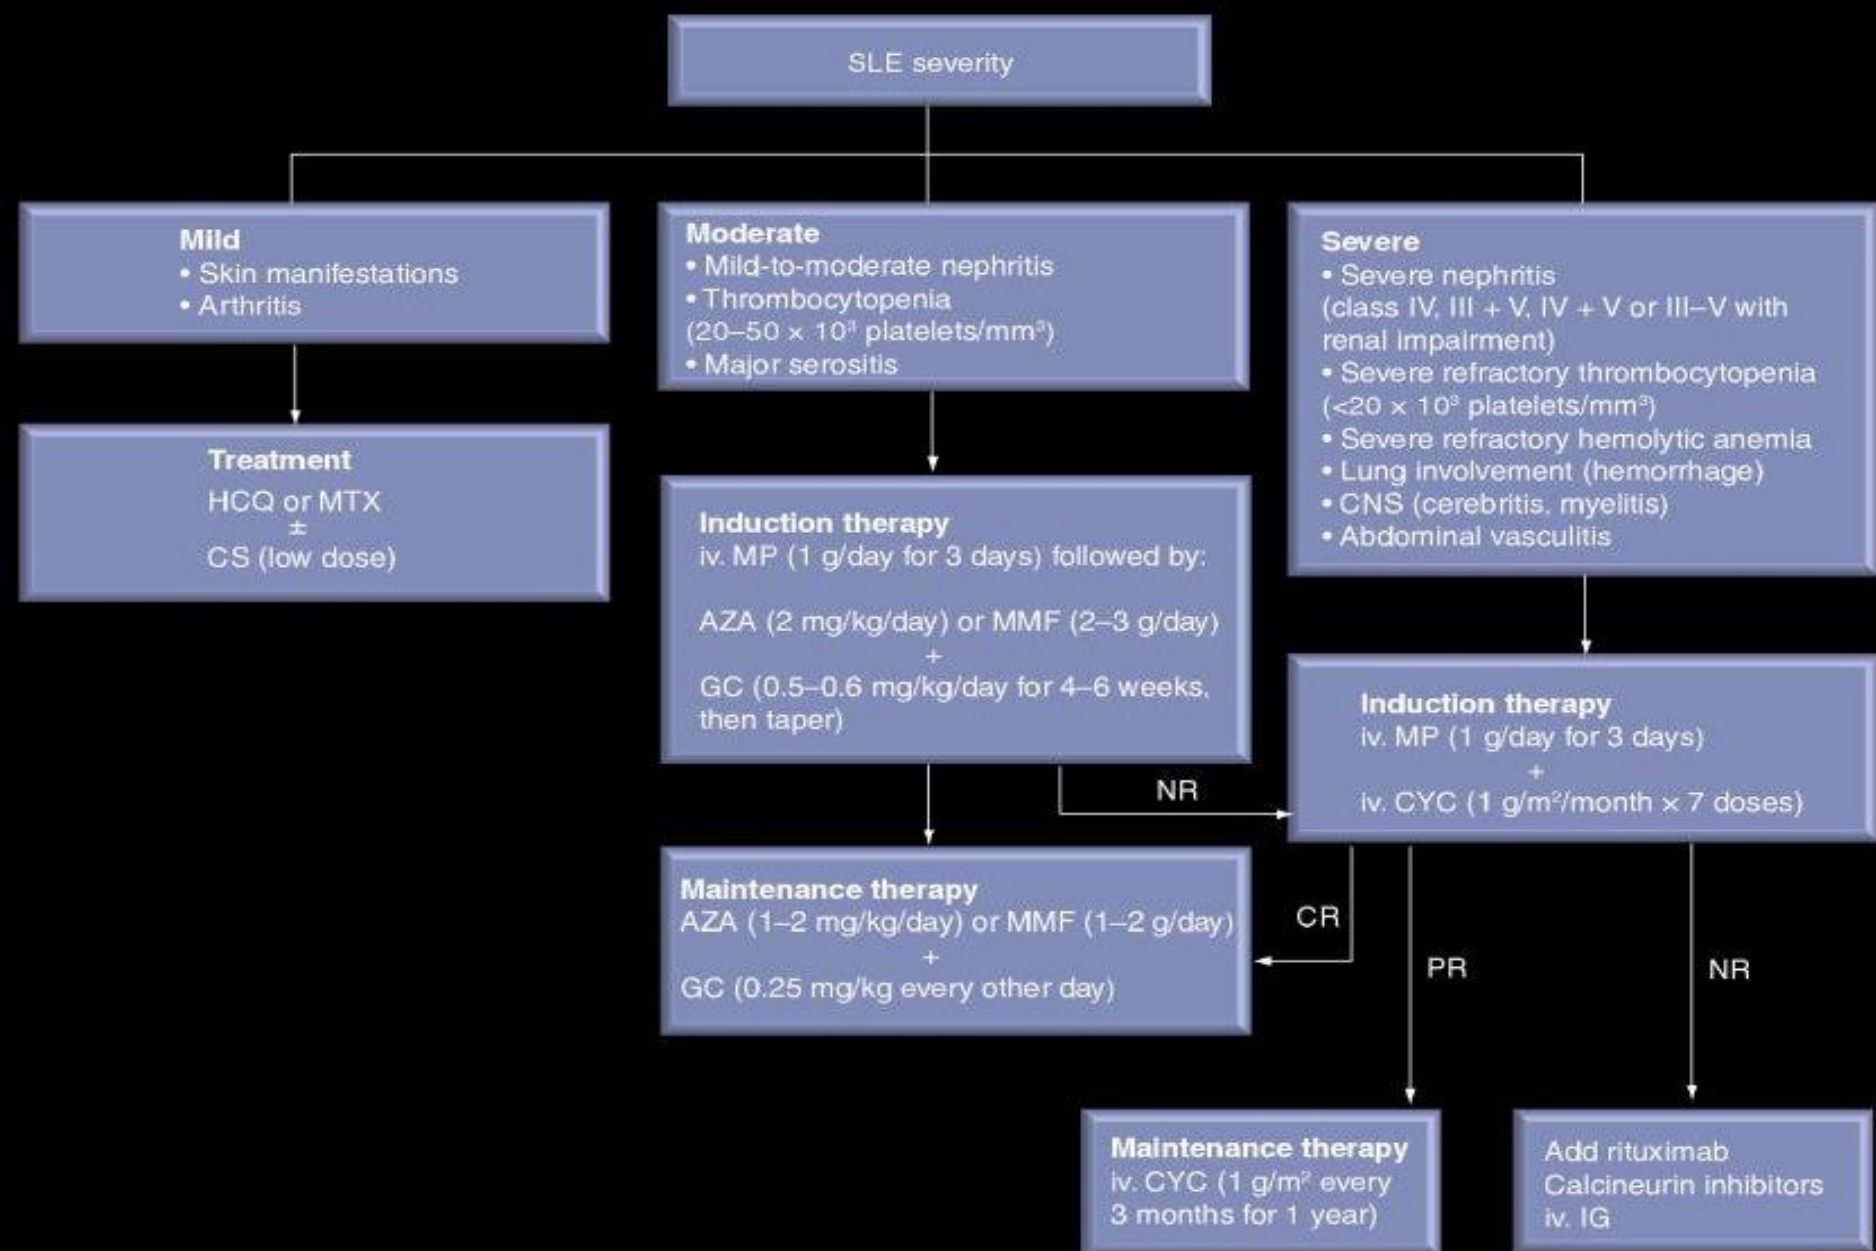 SLE severity
Mild
• Skin manifestations
• Arthritis
Treatment
HCQ or MTX
±
CS (low dose)
Moderate
• Mild-to-moderate nephritis
• Thrombocytopenia
(20–50 × 10³ platelets/mm³)
• Major serositis
Induction therapy
iv. MP (1 g/day for 3 days) followed by:
AZA (2 mg/kg/day) or MMF (2–3 g/day)
+
GC (0.5–0.6 mg/kg/day for 4–6 weeks,
then taper)
NR
Maintenance therapy
AZA (1–2 mg/kg/day) or MMF (1–2 g/day)
+
GC (0.25 mg/kg every other day)
Severe
• Severe nephritis
(class IV, III + V, IV + V or III–V with
renal impairment)
• Severe refractory thrombocytopenia
(<20 × 10³ platelets/mm³)
• Severe refractory hemolytic anemia
• Lung involvement (hemorrhage)
• CNS (cerebritis, myelitis)
• Abdominal vasculitis
Induction therapy
iv. MP (1 g/day for 3 days)
+
iv. CYC (1 g/m²/month × 7 doses)
CR
PR
NR
Maintenance therapy
iv. CYC (1 g/m² every
3 months for 1 year)
Add rituximab
Calcineurin inhibitors
iv. IG